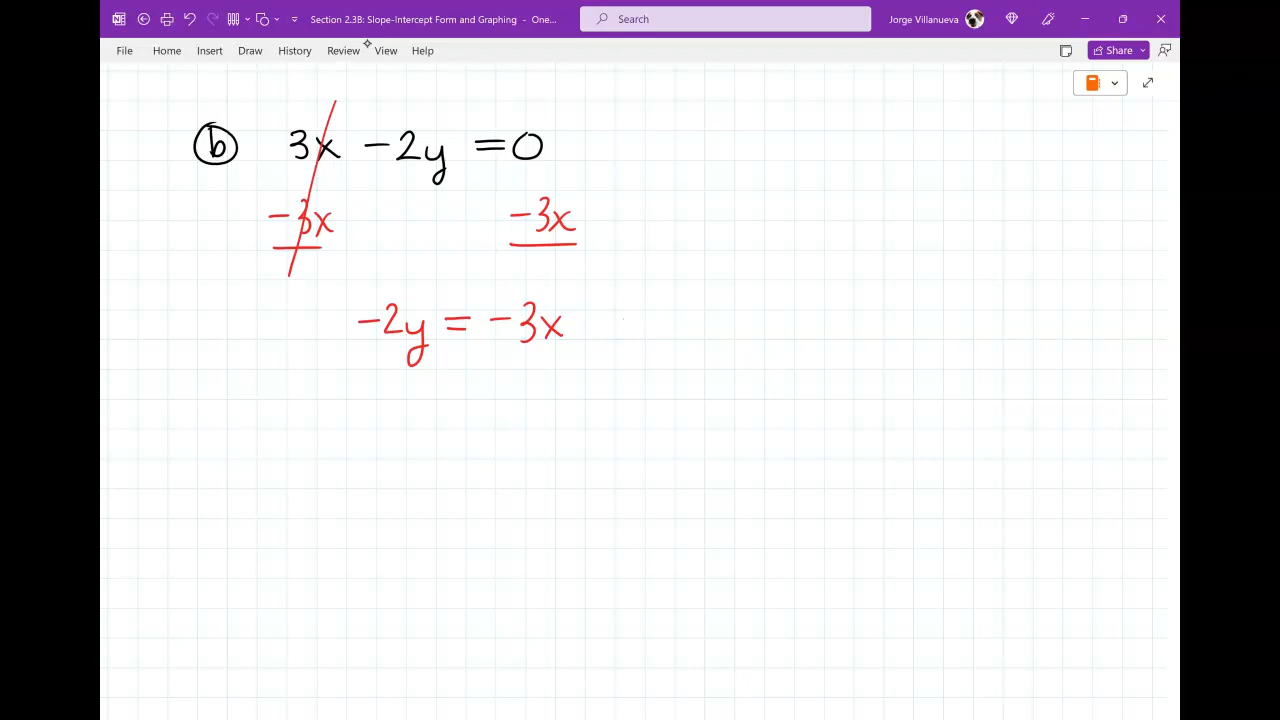 Section 2.3B: Slope-Intercept Form and Graphing - One...
Search
Jorge Villanueva
File Home Insert Draw History Review View Help
Share
b 3x -2y = 0
-3x -3x
-2y = -3x